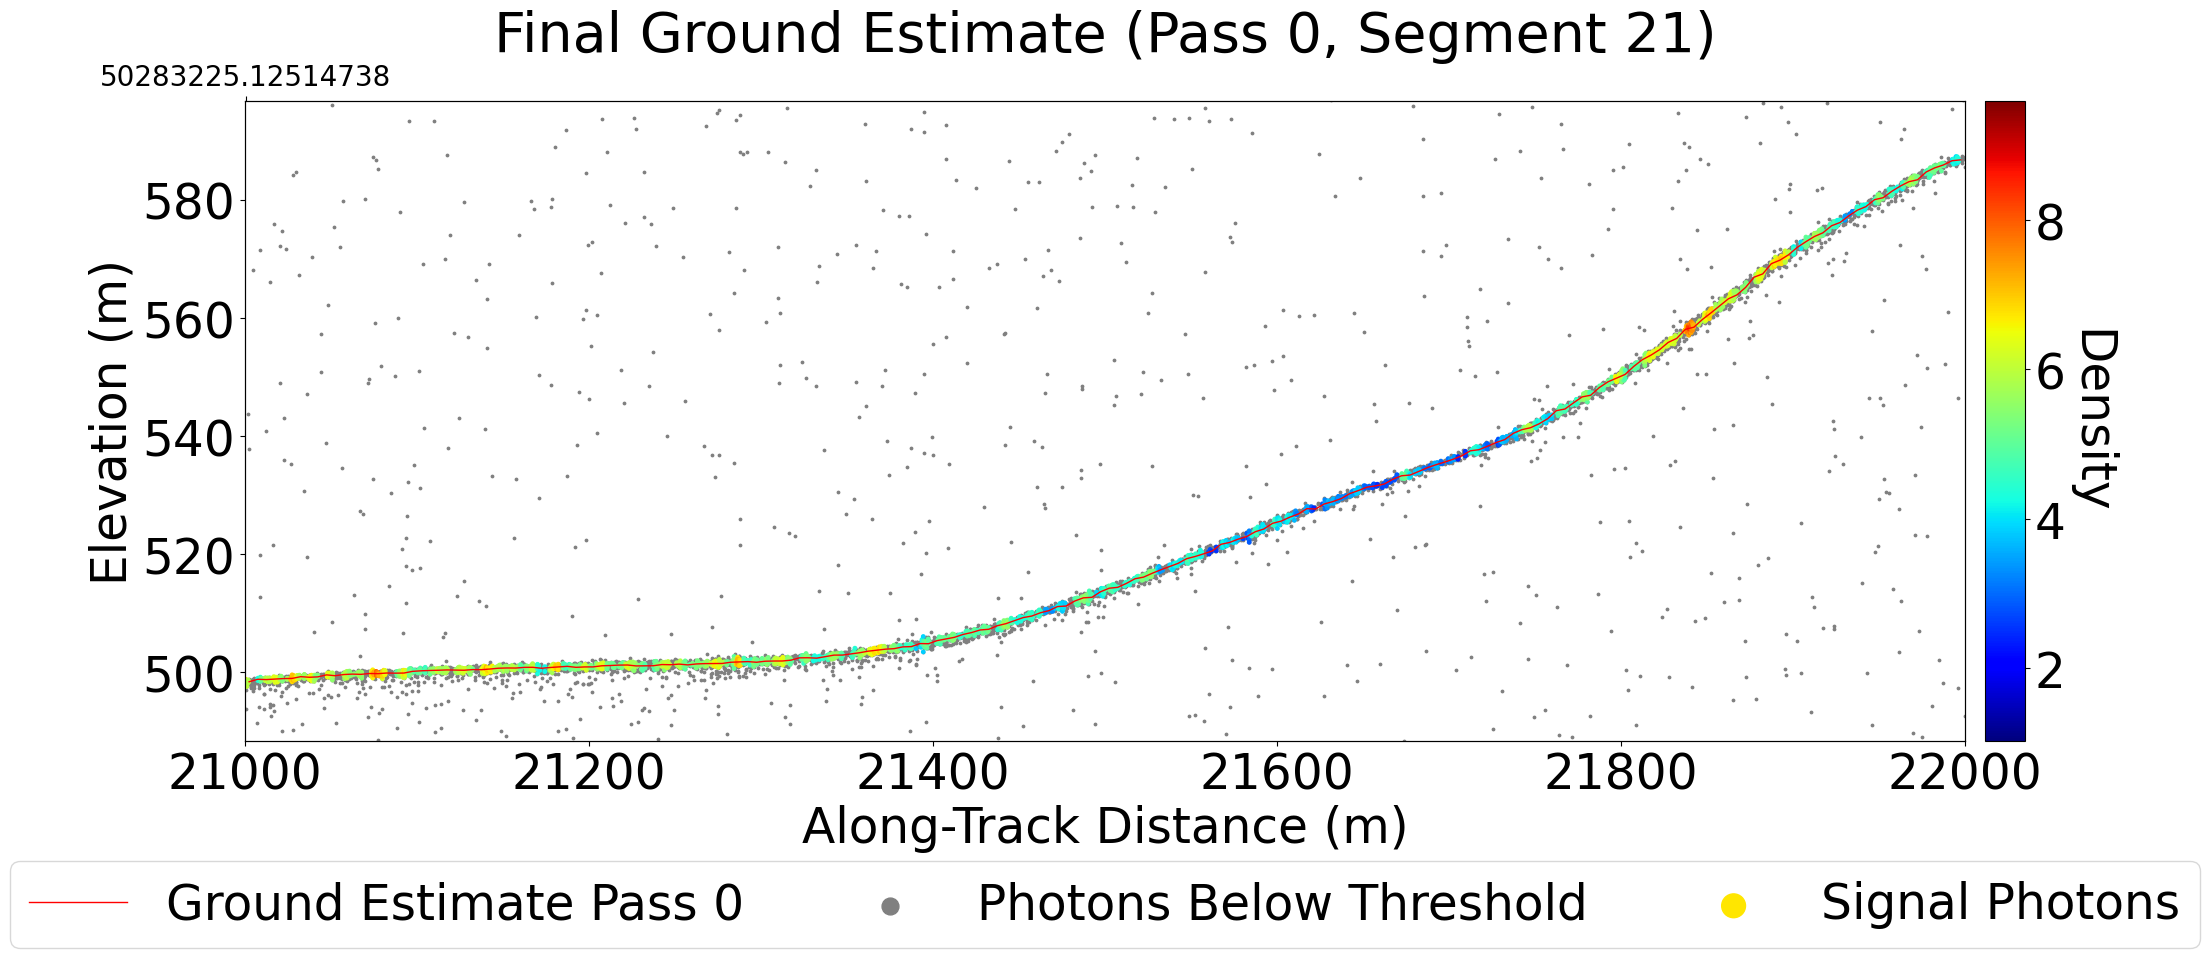 Final Ground Estimate (Pass 0, Segment 21)
50283225.12514738
580
560
540
520
500
Elevation (m)
21000 21200 21400 21600 21800 22000
Along-Track Distance (m)
8
6
4
2
Density
Ground Estimate Pass 0 Photons Below Threshold Signal Photons